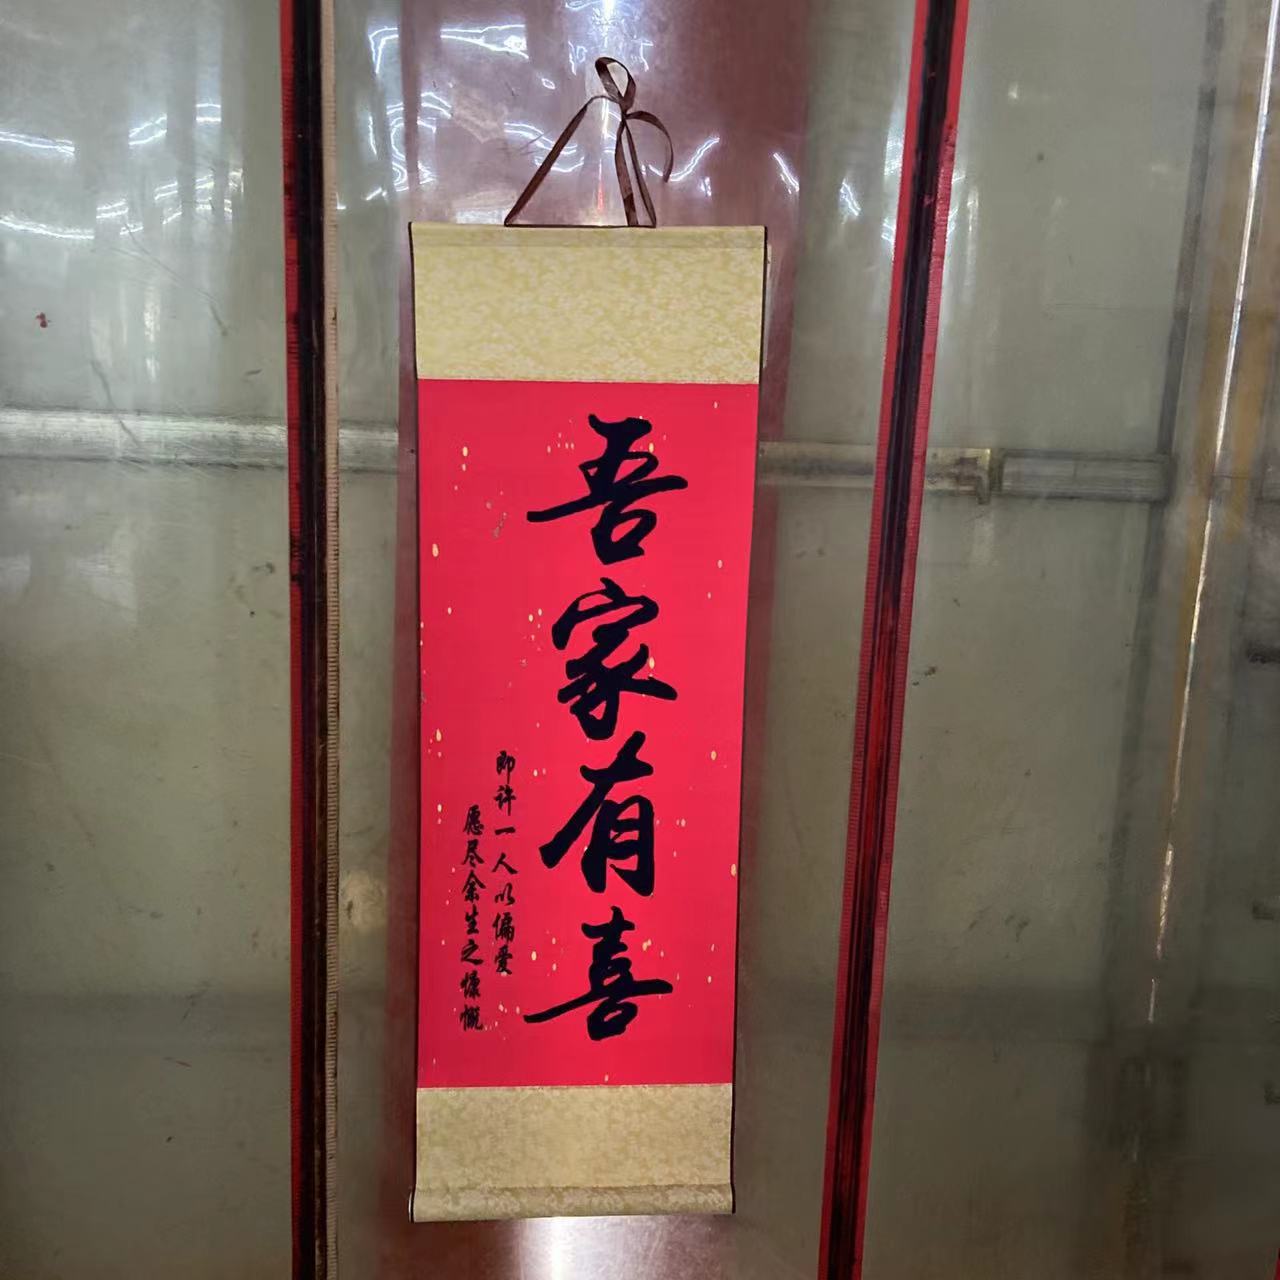 吾家有喜
即许一人以偏爱
愿尽余生之慷慨